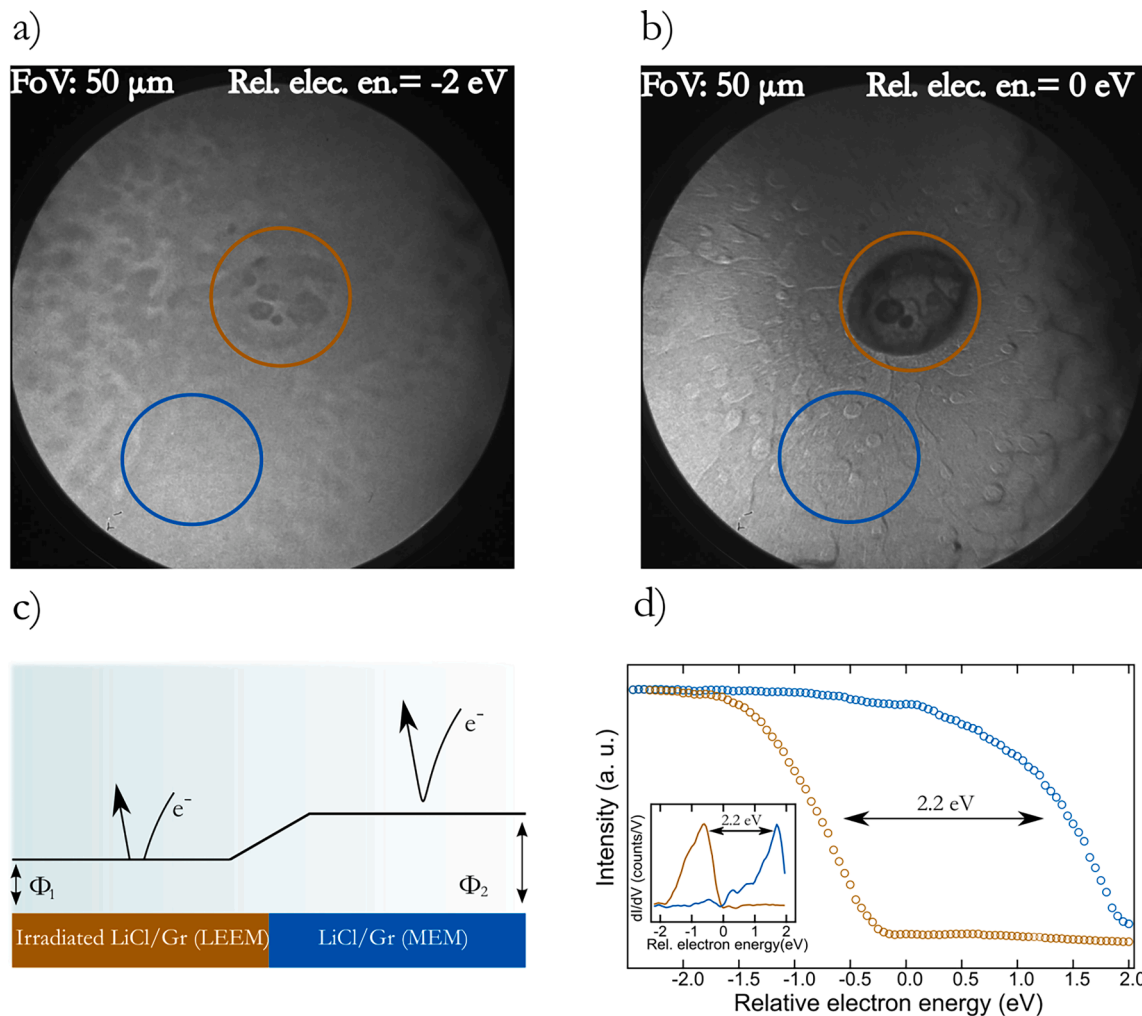 a)
b)
FoV: 50 µm Rel. elec. en.= -2 eV
FoV: 50 µm Rel. elec. en.= 0 eV
c)
d)
e-
e-
Φ1
Φ2
Irradiated LiCl/Gr (LEEM)
LiCl/Gr (MEM)
Intensity (a. u.)
2.2 eV
dI/dV (counts/V)
2.2 eV
-2 -1 0 1 2
Rel. electron energy(eV)
-2.0 -1.5 -1.0 -0.5 0.0 0.5 1.0 1.5 2.0
Relative electron energy (eV)